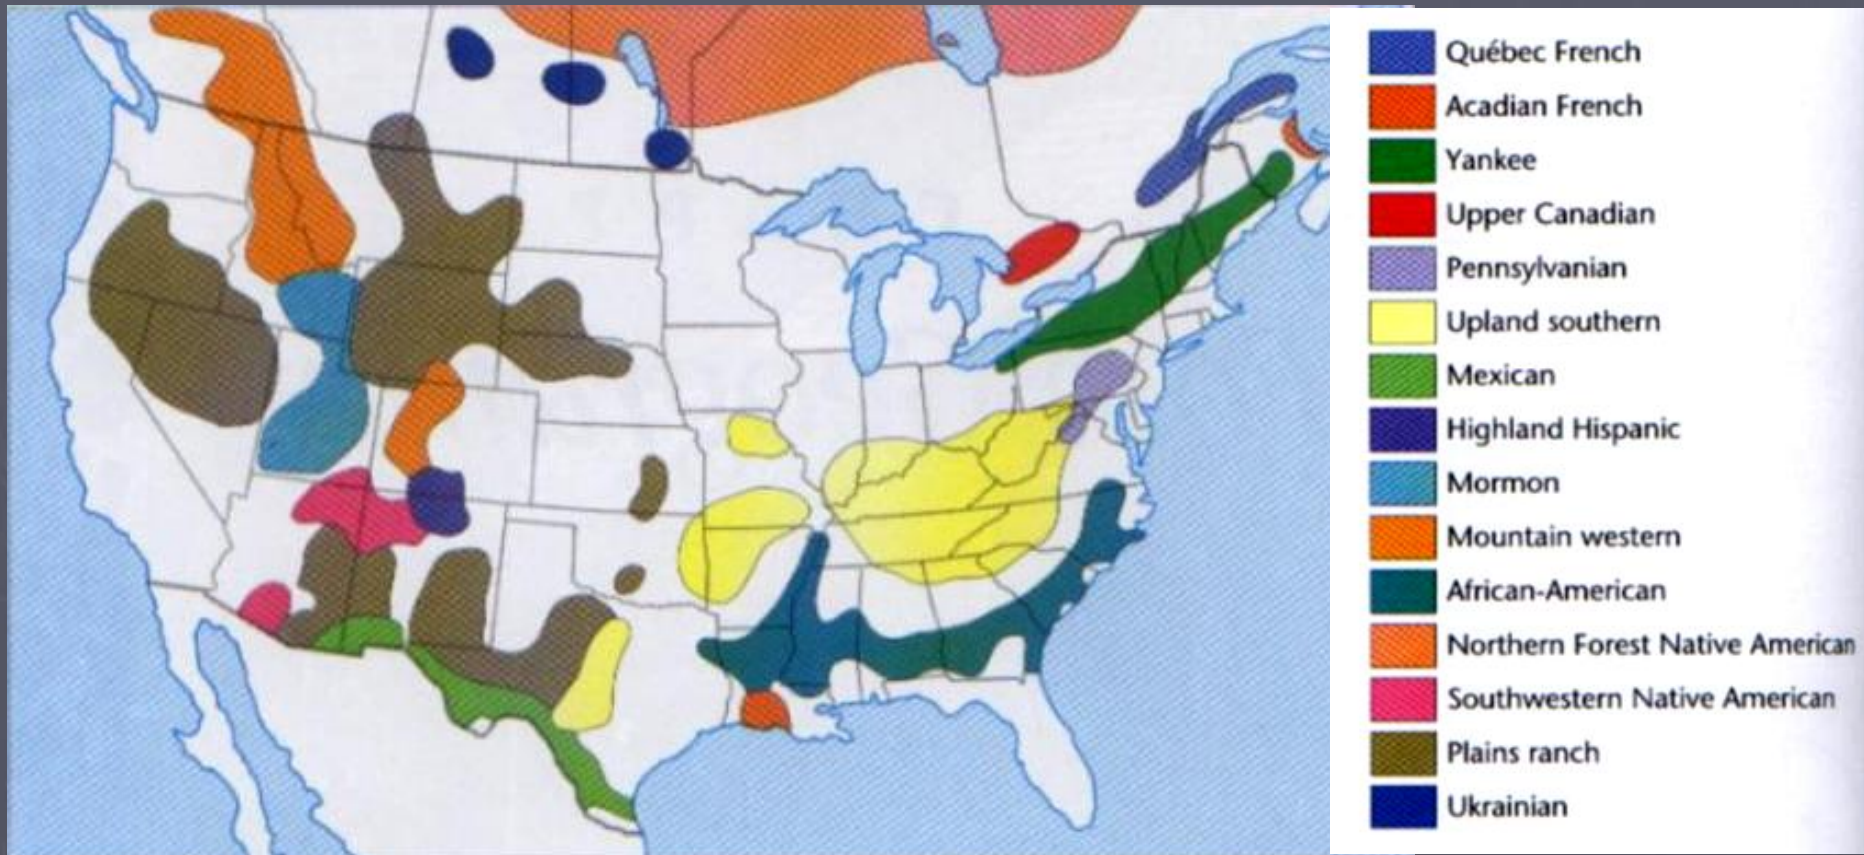 Québec French
Acadian French
Yankee
Upper Canadian
Pennsylvanian
Upland southern
Mexican
Highland Hispanic
Mormon
Mountain western
African-American
Northern Forest Native American
Southwestern Native American
Plains ranch
Ukrainian